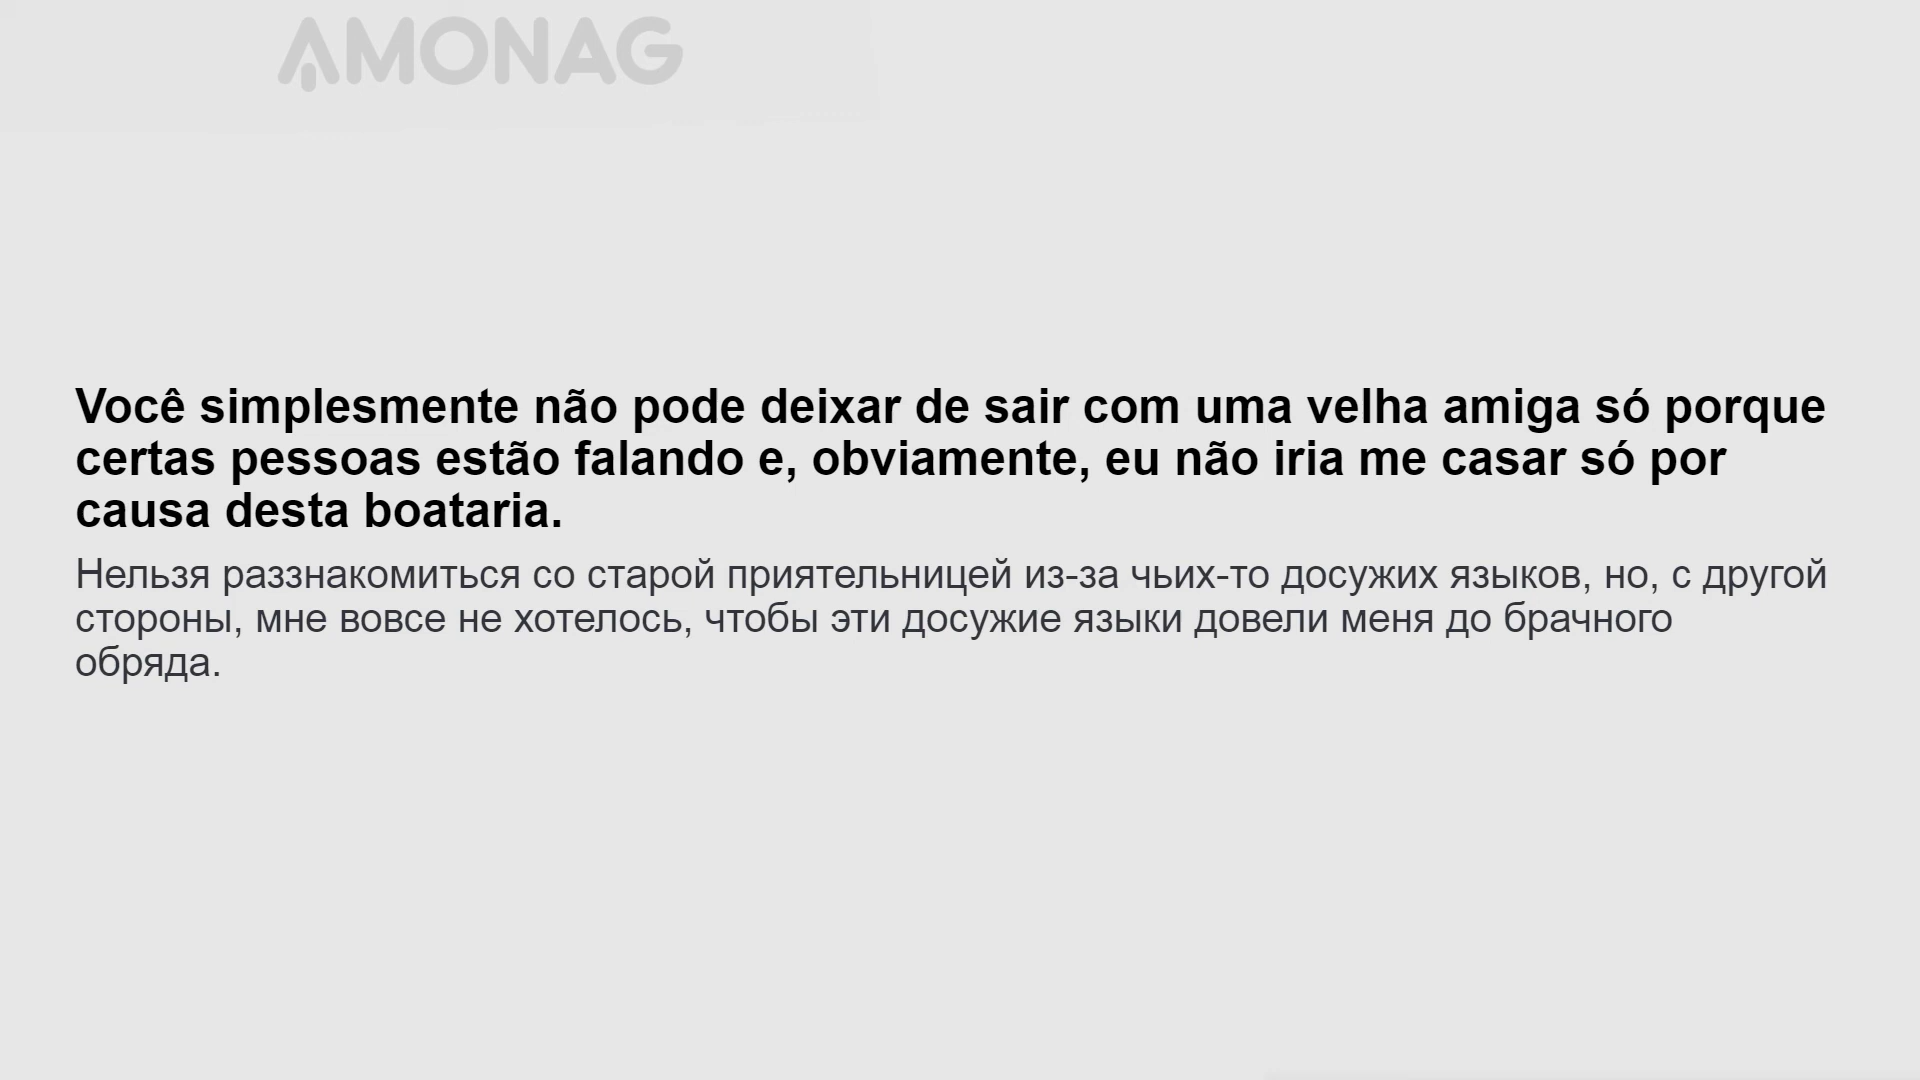 AMONAG
Você simplesmente não pode deixar de sair com uma velha amiga só porque
certas pessoas estão falando e, obviamente, eu não iria me casar só por
causa desta boataria.
Нельзя раззнакомиться со старой приятельницей из-за чьих-то досужих языков, но, с другой
стороны, мне вовсе не хотелось, чтобы эти досужие языки довели меня до брачного
обряда.